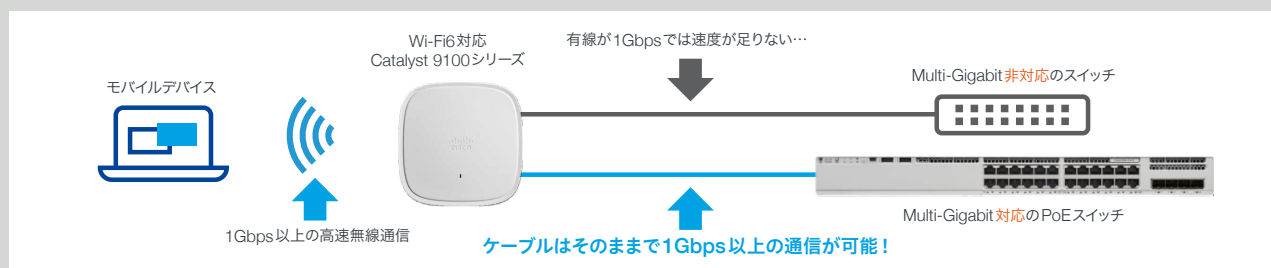 モバイルデバイス
Wi-Fi6対応
Catalyst 9100シリーズ
有線が1Gbpsでは速度が足りない…
Multi-Gigabit非対応のスイッチ
1Gbps以上の高速無線通信
ケーブルはそのままで1Gbps以上の通信が可能！
Multi-Gigabit対応のPoEスイッチ